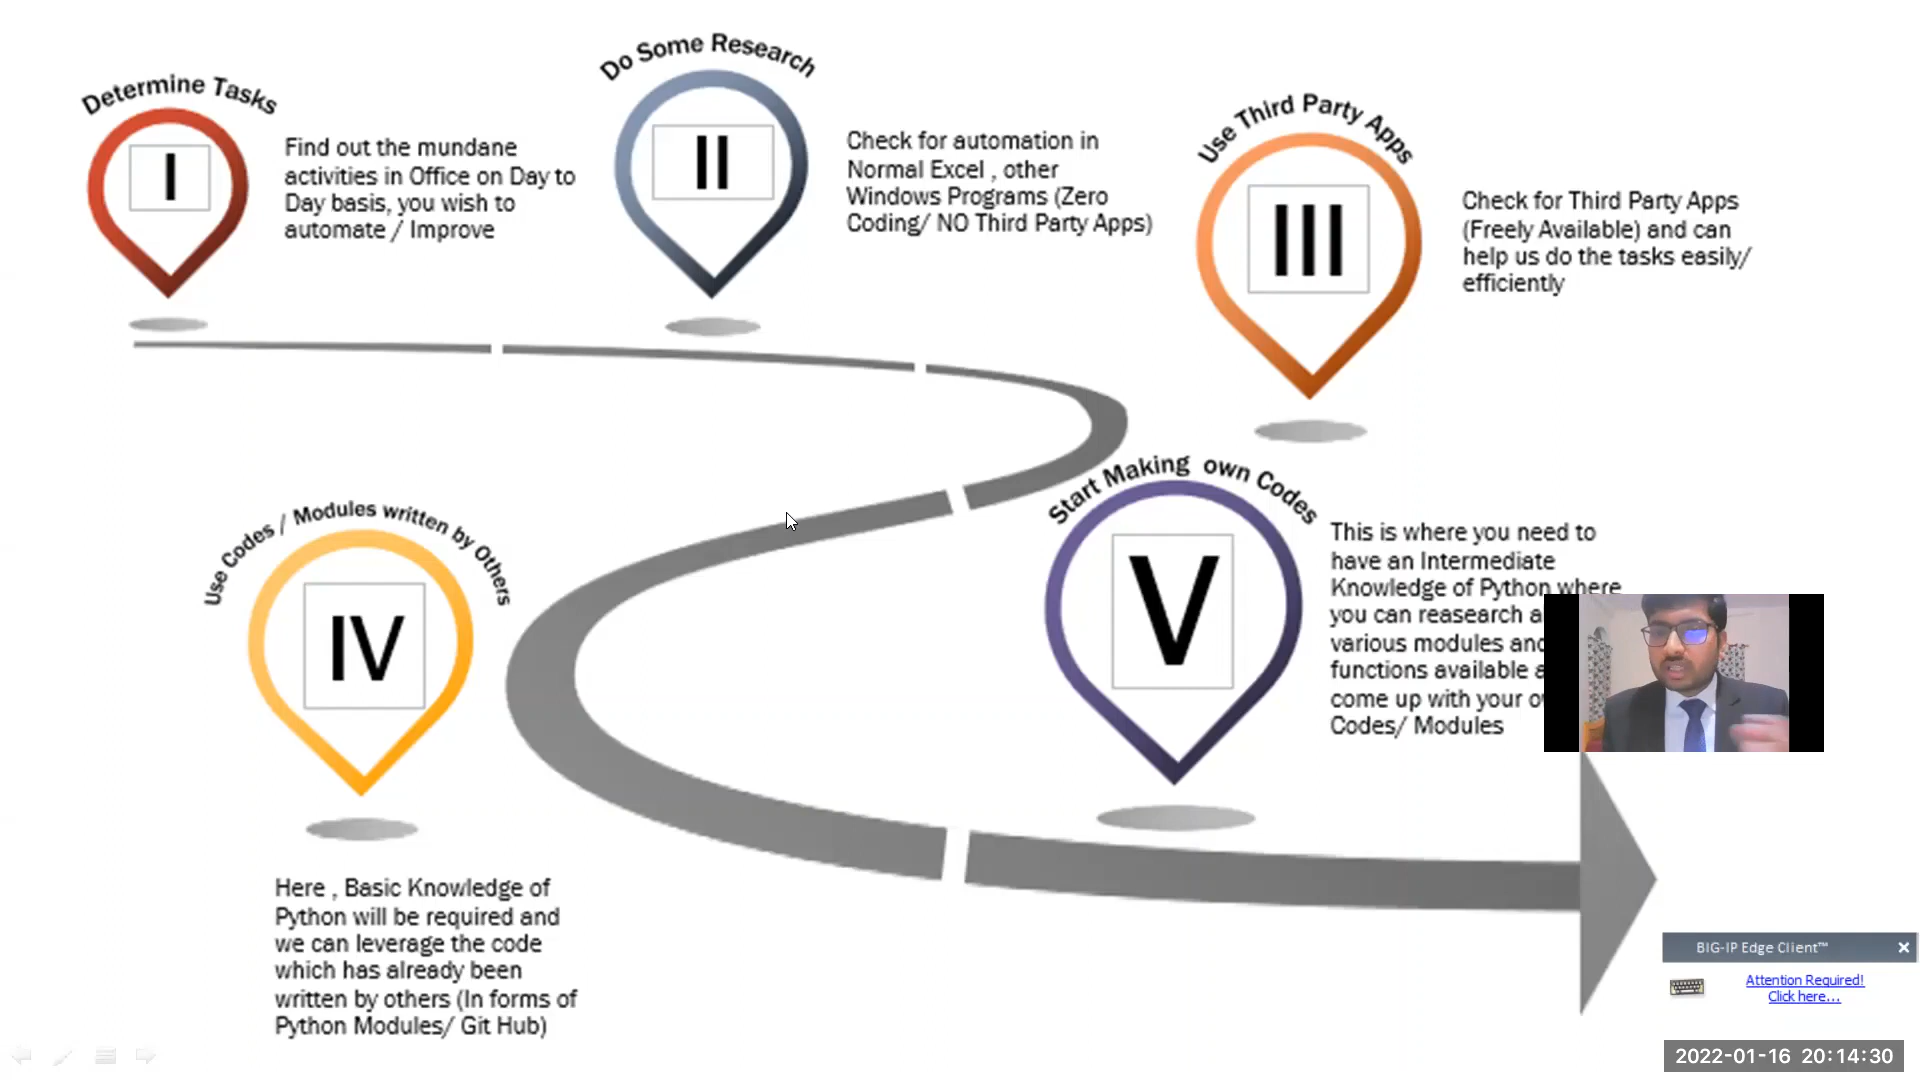 Determine Tasks
I
Find out the mundane
activities in Office on Day to
Day basis, you wish to
automate / Improve
Do Some Research
II
Check for automation in
Normal Excel , other
Windows Programs (Zero
Coding/ NO Third Party Apps)
Use Third Party Apps
III
Check for Third Party Apps
(Freely Available) and can
help us do the tasks easily/
efficiently
Use Codes / Modules written by Others
IV
Here , Basic Knowledge of
Python will be required and
we can leverage the code
which has already been
written by others (In forms of
Python Modules/ Git Hub)
Start Making own Codes
V
This is where you need to
have an Intermediate
Knowledge of Python where
you can reasearch
various modules
functions available
come up with your
Codes/ Modules
BIG-IP Edge Client™
Attention Required!
Click here...
2022-01-16 20:14:30